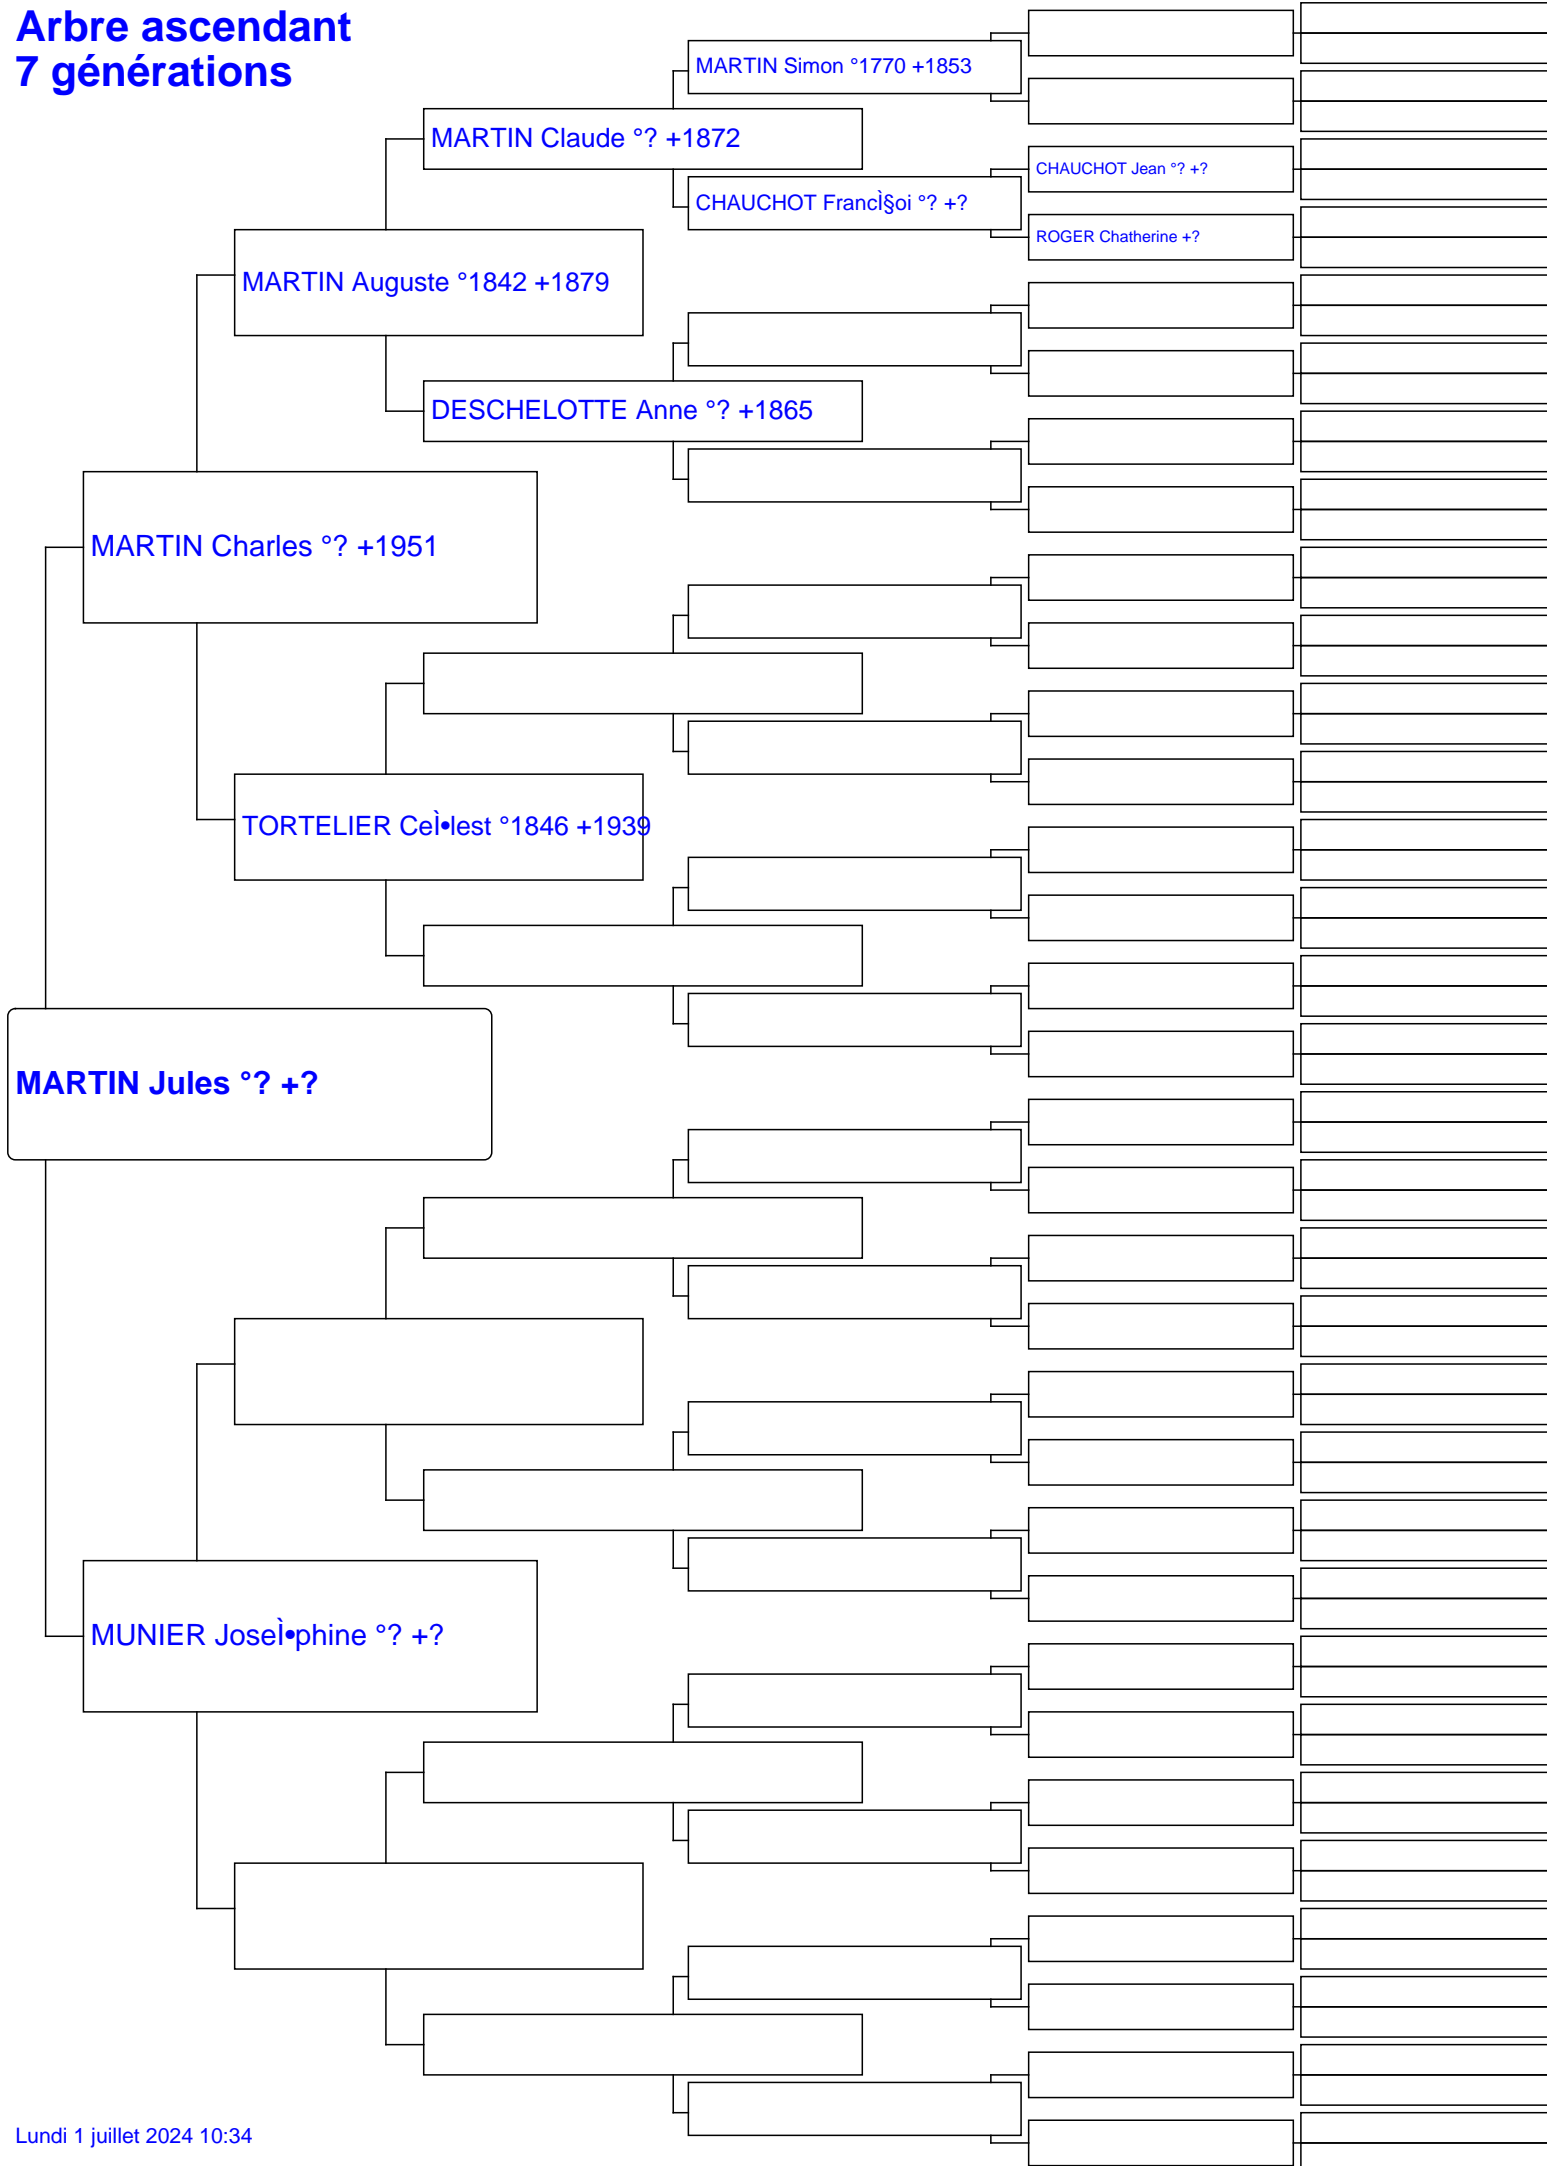 Arbre ascendant
7 générations
MARTIN Simon °1770 +1853
MARTIN Claude °? +1872
CHAUCHOT Jean °? +?
CHAUCHOT FrancÌ§oi °? +?
ROGER Chatherine +?
MARTIN Auguste °1842 +1879
DESCHELOTTE Anne °? +1865
MARTIN Charles °? +1951
TORTELIER CeÌ•lest °1846 +1939
MARTIN Jules °? +?
MUNIER JoseÌ•phine °? +?
Lundi 1 juillet 2024 10:34